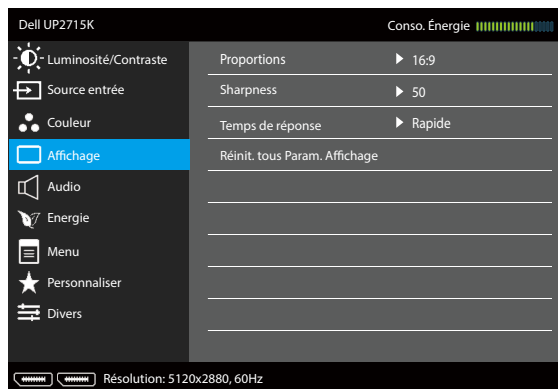 Dell UP2715K Conso. Énergie
Luminosité/Contraste Proportions 16:9
Source entrée Sharpness 50
Couleur Temps de réponse Rapide
Affichage Réinit. tous Param. Affichage
Audio
Energie
Menu
Personnaliser
Divers
Résolution: 5120x2880, 60Hz